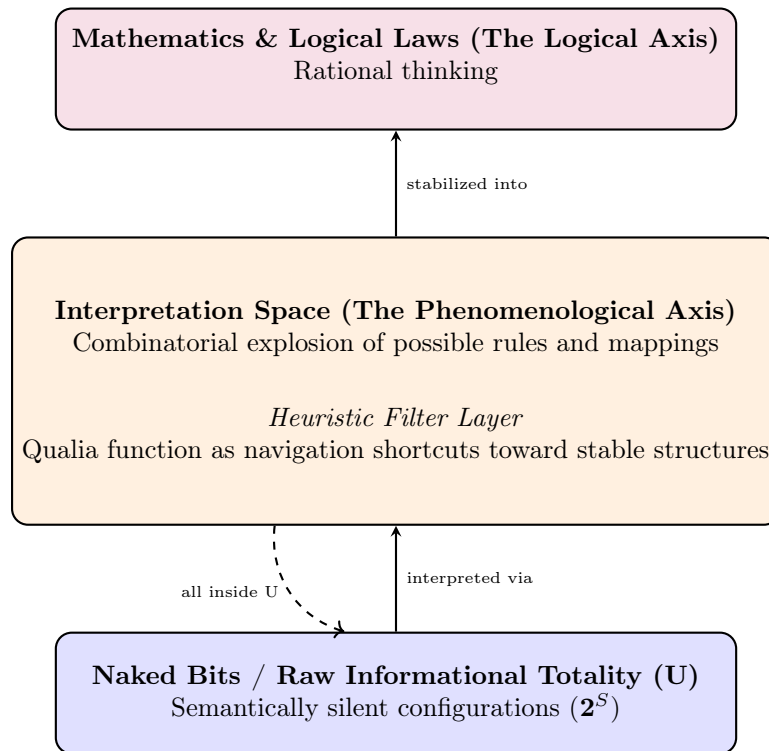 Mathematics & Logical Laws (The Logical Axis)
Rational thinking
stabilized into
Interpretation Space (The Phenomenological Axis)
Combinatorial explosion of possible rules and mappings
Heuristic Filter Layer
Qualia function as navigation shortcuts toward stable structures
all inside U
interpreted via
Naked Bits / Raw Informational Totality (U)
Semantically silent configurations (2^S)